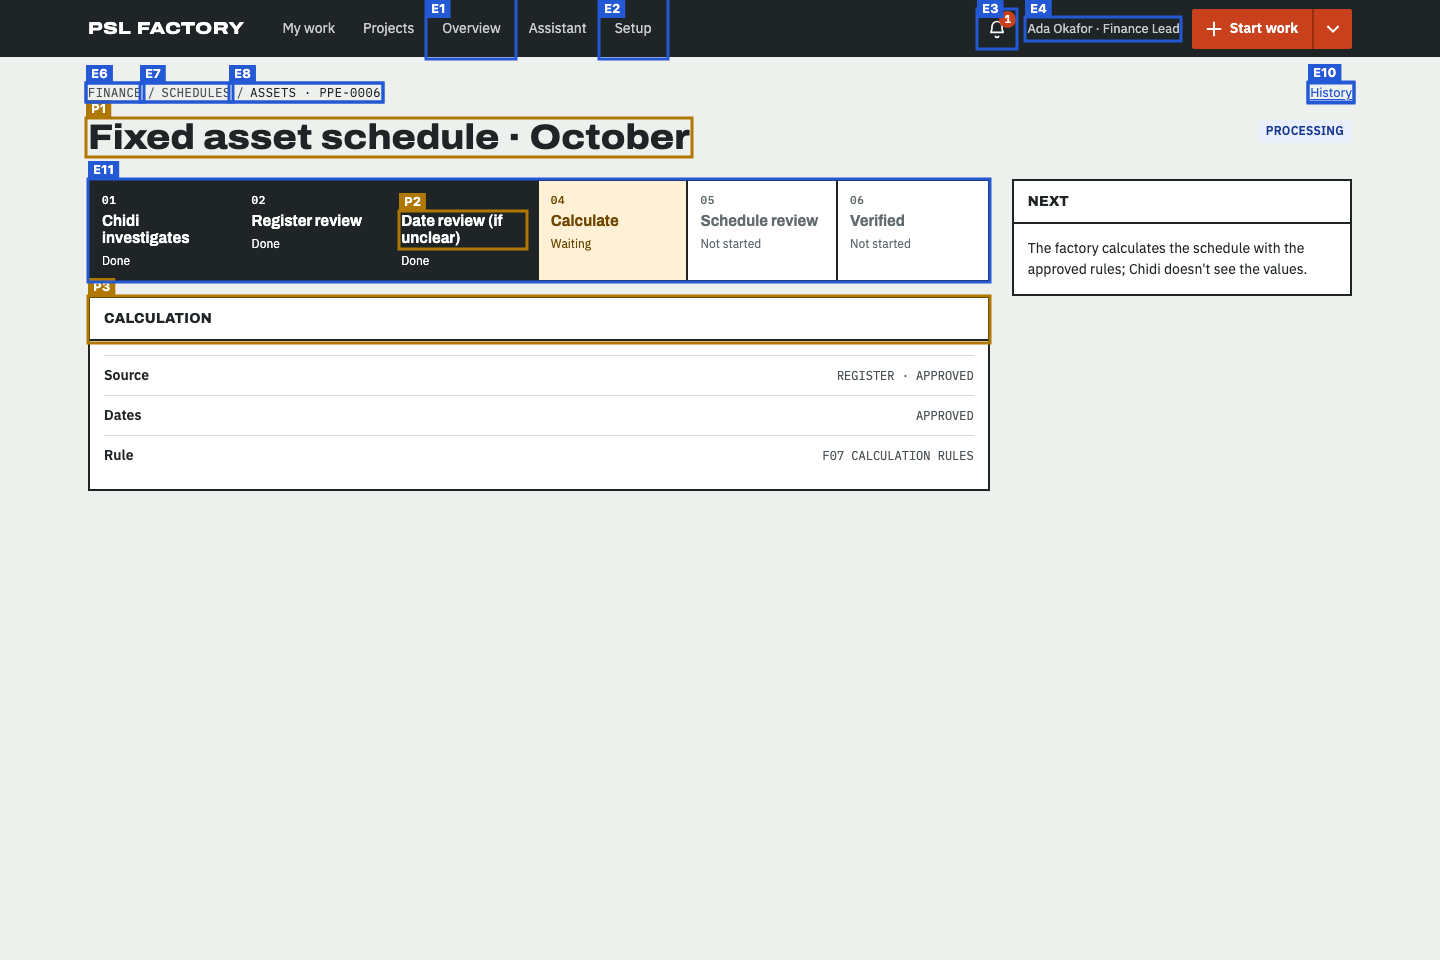 E1
E2
E3
E4
PSL FACTORY
My work
Projects
Overview
Assistant
Setup
1
Ada Okafor · Finance Lead
Start work
E6
E7
E8
E10
FINANCE / SCHEDULES / ASSETS · PPE-0006
History
P1
Fixed asset schedule · October
PROCESSING
E11
01
Chidi
investigates
Done
02
Register review
Done
P2
Date review (if
unclear)
Done
04
Calculate
Waiting
05
Schedule review
Not started
06
Verified
Not started
NEXT
The factory calculates the schedule with the
approved rules; Chidi doesn't see the values.
P3
CALCULATION
Source
REGISTER · APPROVED
Dates
APPROVED
Rule
F07 CALCULATION RULES